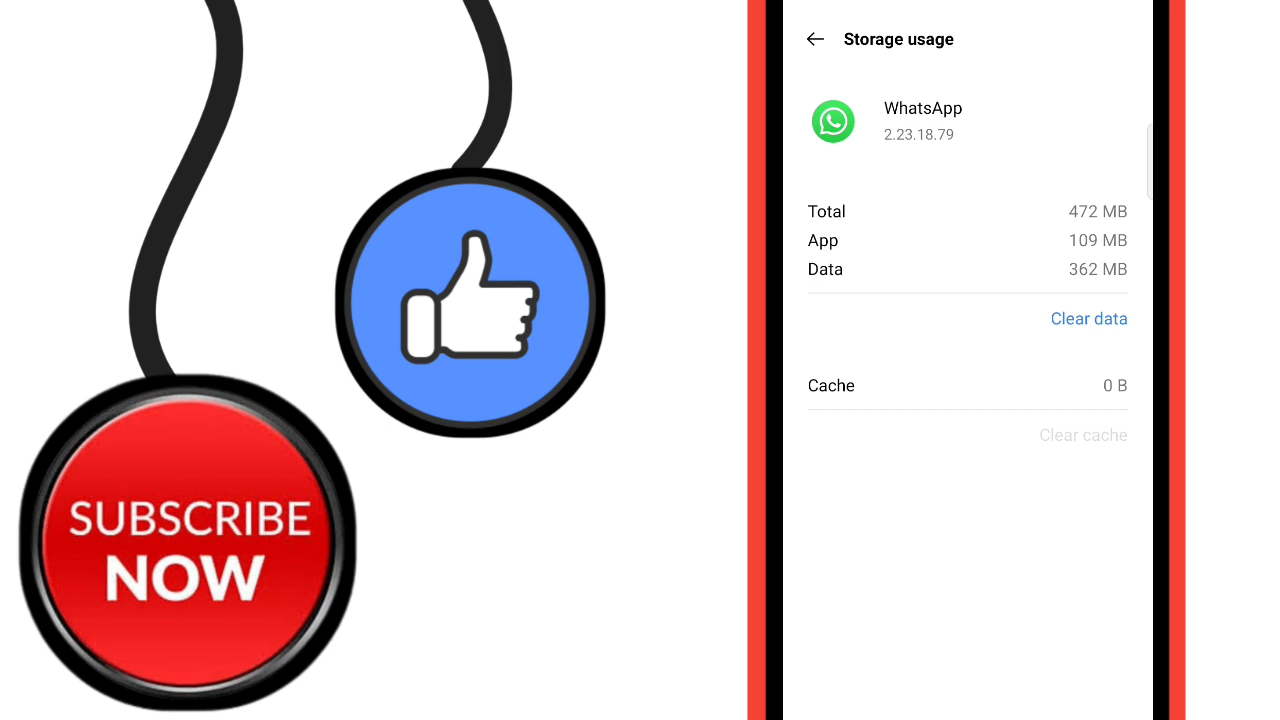 SUBSCRIBE
NOW
Storage usage
WhatsApp
2.23.18.79
Total 472 MB
App 109 MB
Data 362 MB
Clear data
Cache 0 B
Clear cache